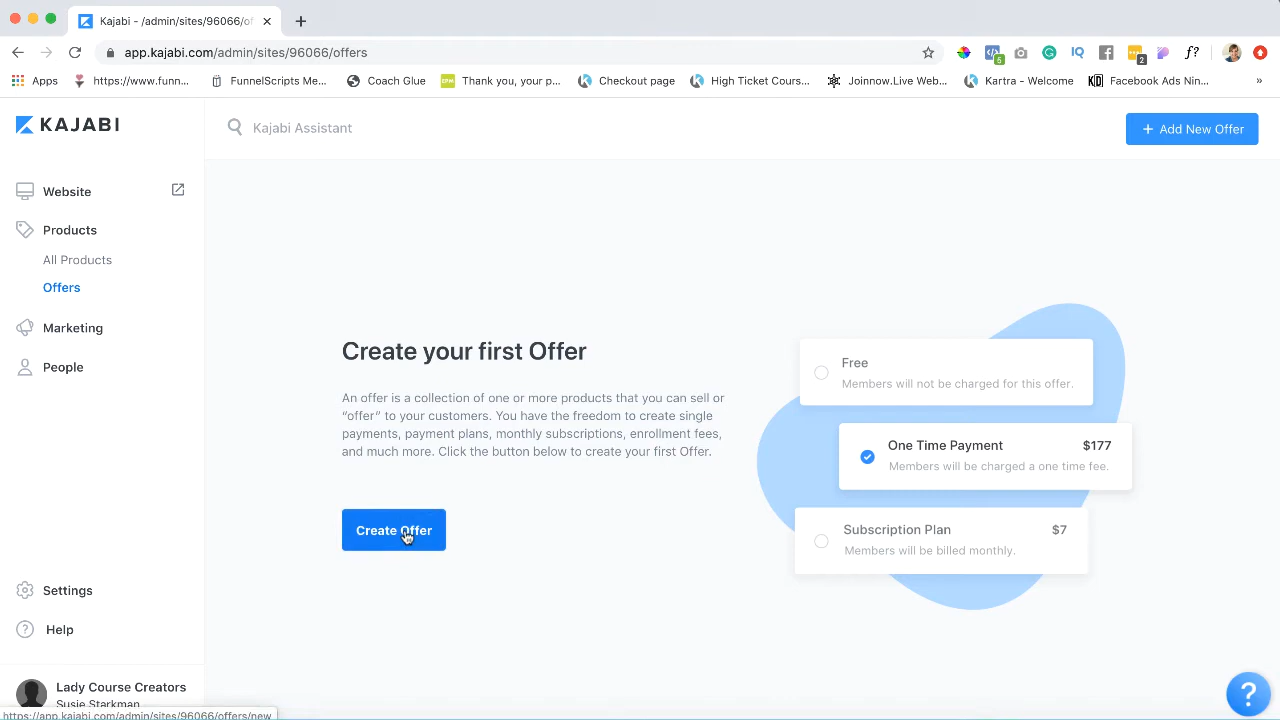 Kajabi - /admin/sites/96066/of
app.kajabi.com/admin/sites/96066/offers
5
IQ
2
f?
Apps
https://www.funn...
FunnelScripts Me...
Coach Glue
EPM
Thank you, your p...
Checkout page
High Ticket Cours...
Joinnow.Live Web...
Kartra - Welcome
KD
Facebook Ads Nin...
»
KAJABI
Kajabi Assistant
+ Add New Offer
Website
Products
All Products
Offers
Marketing
People
Settings
Help
Lady Course Creators
Susie Starkman
https://app.kajabi.com/admin/sites/96066/offers/new
Create your first Offer
An offer is a collection of one or more products that you can sell or
“offer” to your customers. You have the freedom to create single
payments, payment plans, monthly subscriptions, enrollment fees,
and much more. Click the button below to create your first Offer.
Create Offer
Free
Members will not be charged for this offer.
One Time Payment $177
Members will be charged a one time fee.
Subscription Plan $7
Members will be billed monthly.
?